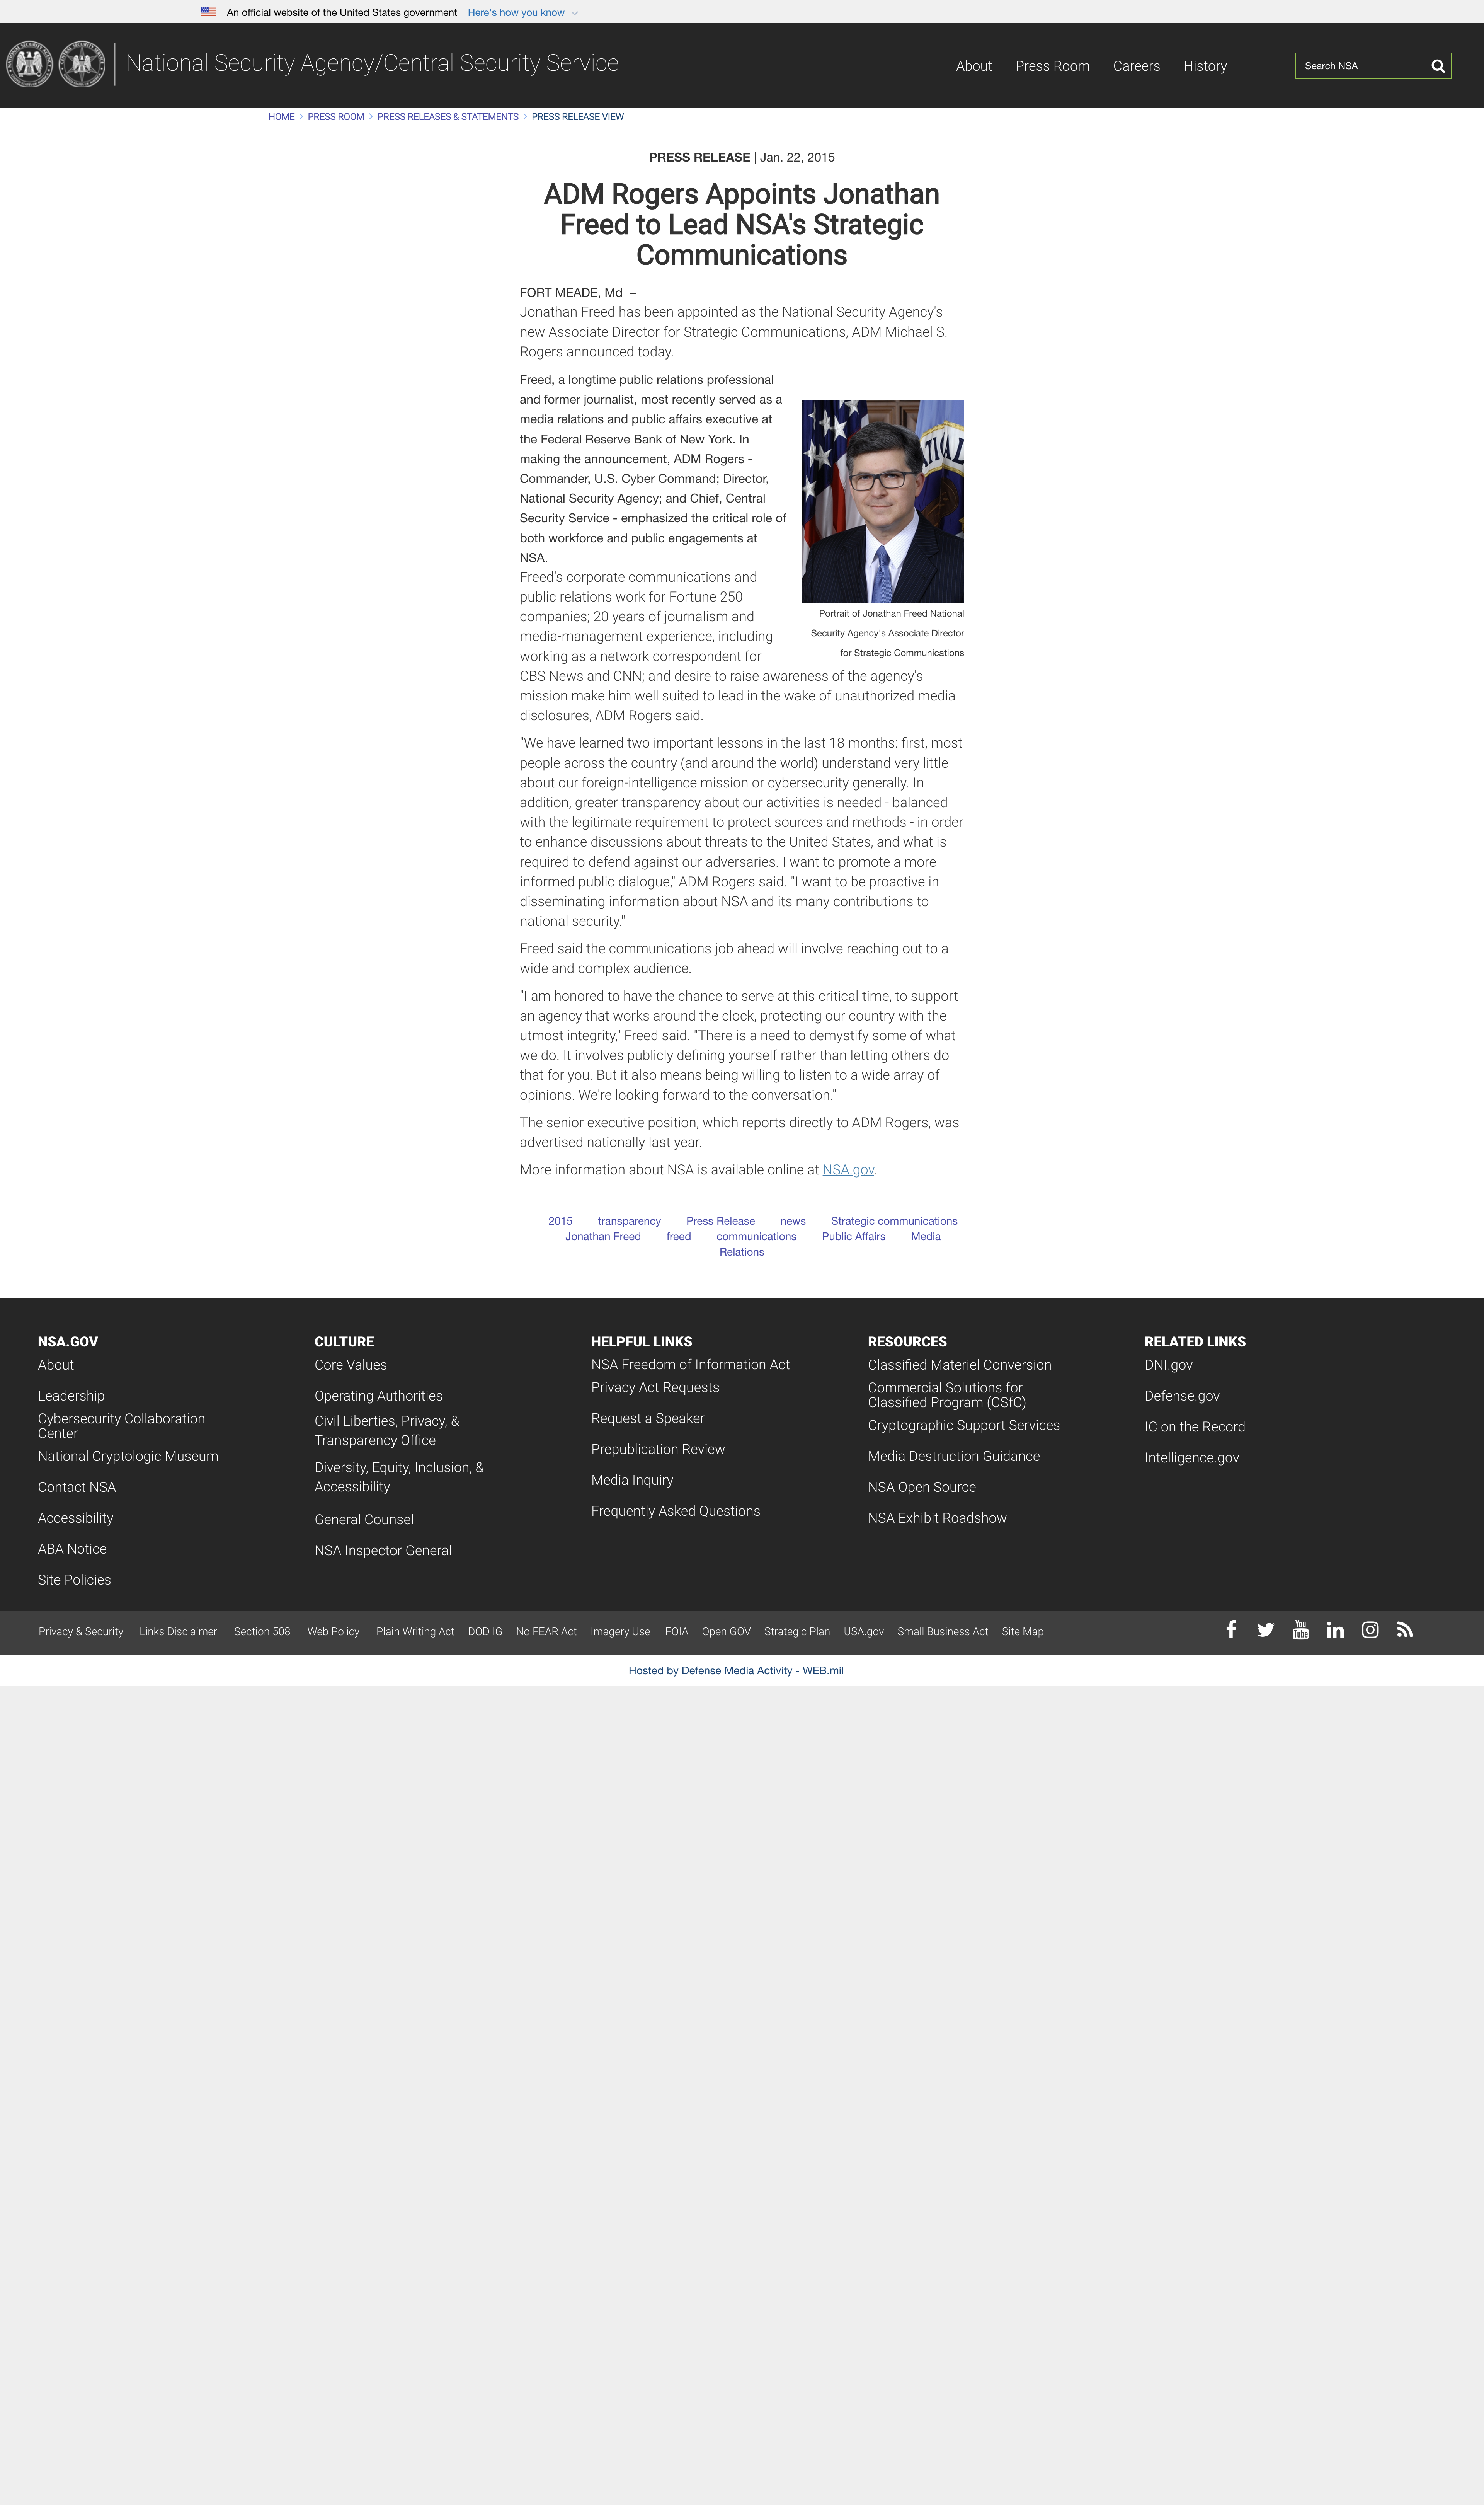 An official website of the United States government Here's how you know
National Security Agency/Central Security Service
About Press Room Careers History
Search NSA
HOME PRESS ROOM PRESS RELEASES & STATEMENTS PRESS RELEASE VIEW
PRESS RELEASE | Jan. 22, 2015
ADM Rogers Appoints Jonathan
Freed to Lead NSA's Strategic
Communications
FORT MEADE, Md –
Jonathan Freed has been appointed as the National Security Agency's
new Associate Director for Strategic Communications, ADM Michael S.
Rogers announced today.
Freed, a longtime public relations professional
and former journalist, most recently served as a
media relations and public affairs executive at
the Federal Reserve Bank of New York. In
making the announcement, ADM Rogers -
Commander, U.S. Cyber Command; Director,
National Security Agency; and Chief, Central
Security Service - emphasized the critical role of
both workforce and public engagements at
NSA.
Portrait of Jonathan Freed National
Security Agency's Associate Director
for Strategic Communications
Freed's corporate communications and
public relations work for Fortune 250
companies; 20 years of journalism and
media-management experience, including
working as a network correspondent for
CBS News and CNN; and desire to raise awareness of the agency's
mission make him well suited to lead in the wake of unauthorized media
disclosures, ADM Rogers said.
"We have learned two important lessons in the last 18 months: first, most
people across the country (and around the world) understand very little
about our foreign-intelligence mission or cybersecurity generally. In
addition, greater transparency about our activities is needed - balanced
with the legitimate requirement to protect sources and methods - in order
to enhance discussions about threats to the United States, and what is
required to defend against our adversaries. I want to promote a more
informed public dialogue," ADM Rogers said. "I want to be proactive in
disseminating information about NSA and its many contributions to
national security."
Freed said the communications job ahead will involve reaching out to a
wide and complex audience.
"I am honored to have the chance to serve at this critical time, to support
an agency that works around the clock, protecting our country with the
utmost integrity," Freed said. "There is a need to demystify some of what
we do. It involves publicly defining yourself rather than letting others do
that for you. But it also means being willing to listen to a wide array of
opinions. We're looking forward to the conversation."
The senior executive position, which reports directly to ADM Rogers, was
advertised nationally last year.
More information about NSA is available online at NSA.gov.
2015 transparency Press Release news Strategic communications
Jonathan Freed freed communications Public Affairs Media
Relations
NSA.GOV
About
Leadership
Cybersecurity Collaboration
Center
National Cryptologic Museum
Contact NSA
Accessibility
ABA Notice
Site Policies
CULTURE
Core Values
Operating Authorities
Civil Liberties, Privacy, &
Transparency Office
Diversity, Equity, Inclusion, &
Accessibility
General Counsel
NSA Inspector General
HELPFUL LINKS
NSA Freedom of Information Act
Privacy Act Requests
Request a Speaker
Prepublication Review
Media Inquiry
Frequently Asked Questions
RESOURCES
Classified Materiel Conversion
Commercial Solutions for
Classified Program (CSfC)
Cryptographic Support Services
Media Destruction Guidance
NSA Open Source
NSA Exhibit Roadshow
RELATED LINKS
DNI.gov
Defense.gov
IC on the Record
Intelligence.gov
Privacy & Security Links Disclaimer Section 508 Web Policy Plain Writing Act DOD IG No FEAR Act Imagery Use FOIA Open GOV Strategic Plan USA.gov Small Business Act Site Map
Hosted by Defense Media Activity - WEB.mil